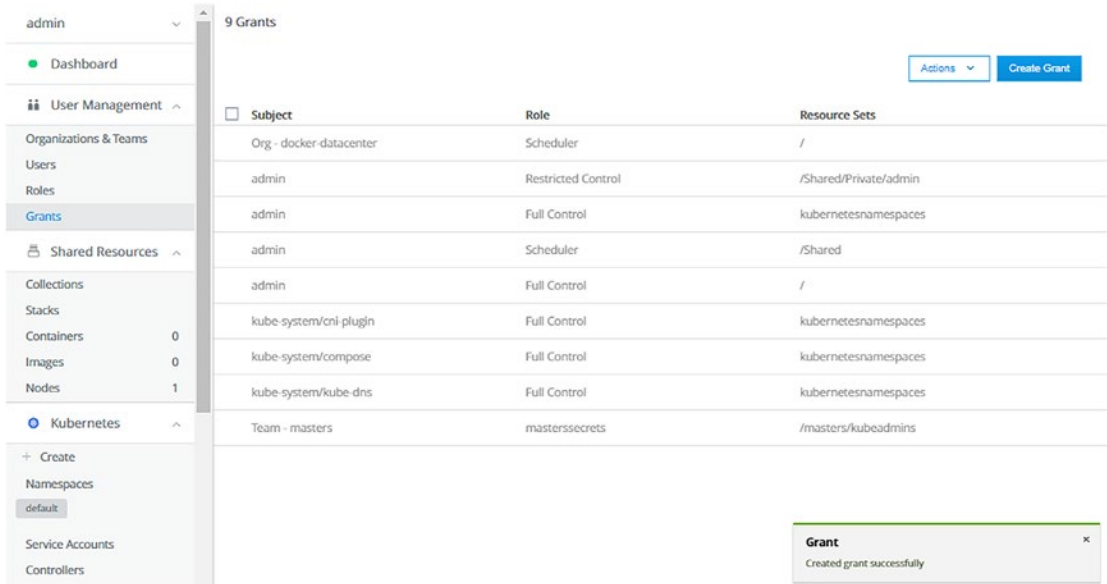 admin
Dashboard
User Management
Organizations & Teams
Users
Roles
Grants
Shared Resources
Collections
Stacks
Containers 0
Images 0
Nodes 1
Kubernetes
+ Create
Namespaces
default
Service Accounts
Controllers
9 Grants
Actions Create Grant
Subject Role Resource Sets
Org - docker-datacenter Scheduler /
admin Restricted Control /Shared/Private/admin
admin Full Control kubernetesnamespaces
admin Scheduler /Shared
admin Full Control /
kube-system/cni-plugin Full Control kubernetesnamespaces
kube-system/compose Full Control kubernetesnamespaces
kube-system/kube-dns Full Control kubernetesnamespaces
Team - masters masterssecrets /masters/kubeadmins
Grant ×
Created grant successfully